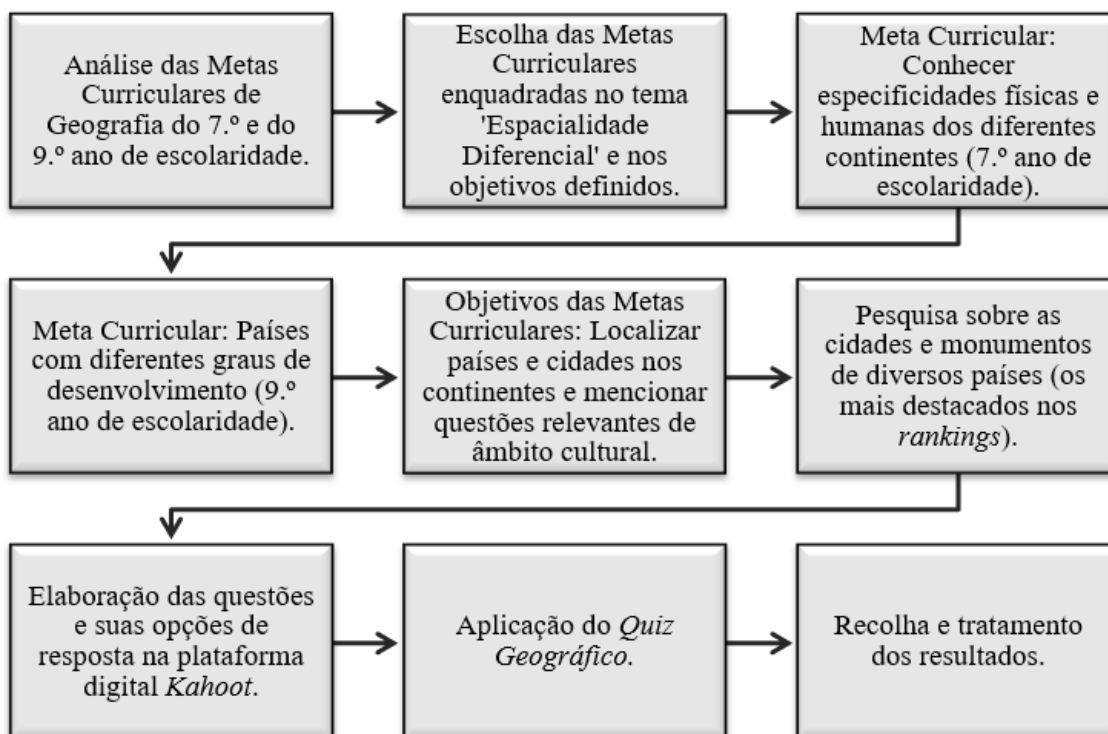 Análise das Metas
Curriculares de
Geografia do 7.º e do
9.º ano de escolaridade.
Escolha das Metas
Curriculares
enquadradas no tema
'Espacialidade
Diferencial' e nos
objetivos definidos.
Meta Curricular:
Conhecer
especificidades físicas e
humanas dos diferentes
continentes (7.º ano de
escolaridade).
Meta Curricular: Países
com diferentes graus de
desenvolvimento (9.º
ano de escolaridade).
Objetivos das Metas
Curriculares: Localizar
países e cidades nos
continentes e mencionar
questões relevantes de
âmbito cultural.
Pesquisa sobre as
cidades e monumentos
de diversos países (os
mais destacados nos
rankings).
Elaboração das questões
e suas opções de
resposta na plataforma
digital Kahoot.
Aplicação do Quiz
Geográfico.
Recolha e tratamento
dos resultados.